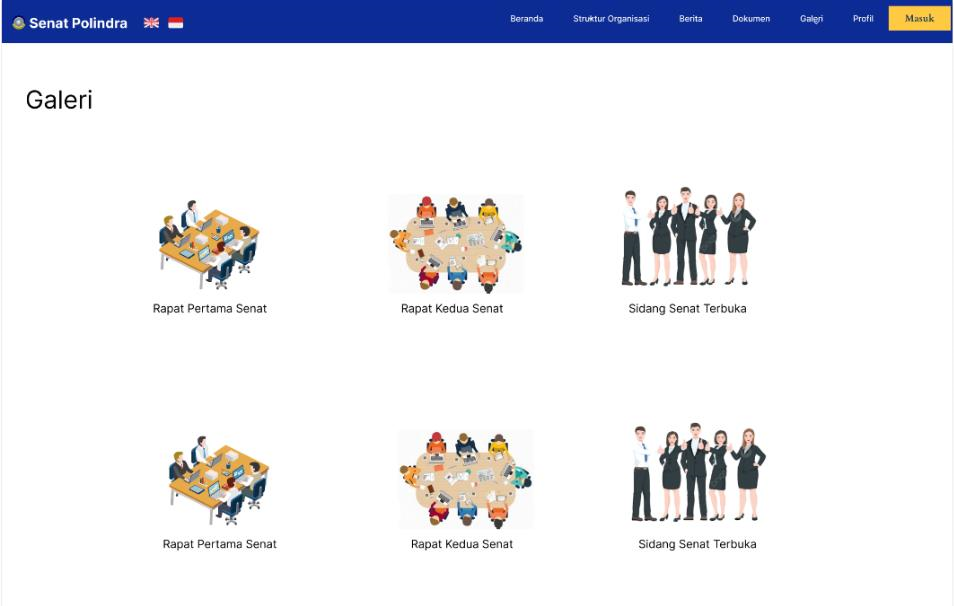 Senat Polindra
Beranda Struktur Organisasi Berita Dokumen Galeri Profil Masuk
Galeri
Rapat Pertama Senat Rapat Kedua Senat Sidang Senat Terbuka
Rapat Pertama Senat Rapat Kedua Senat Sidang Senat Terbuka